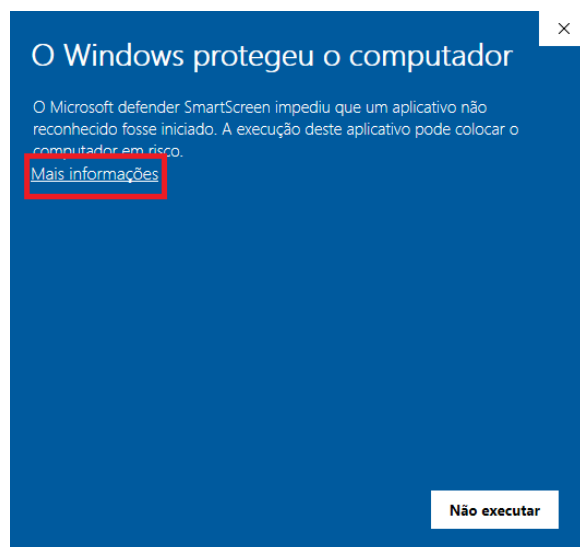 O Windows protegeu o computador
O Microsoft defender SmartScreen impediu que um aplicativo não
reconhecido fosse iniciado. A execução deste aplicativo pode colocar o
computador em risco.
Mais informações
Não executar